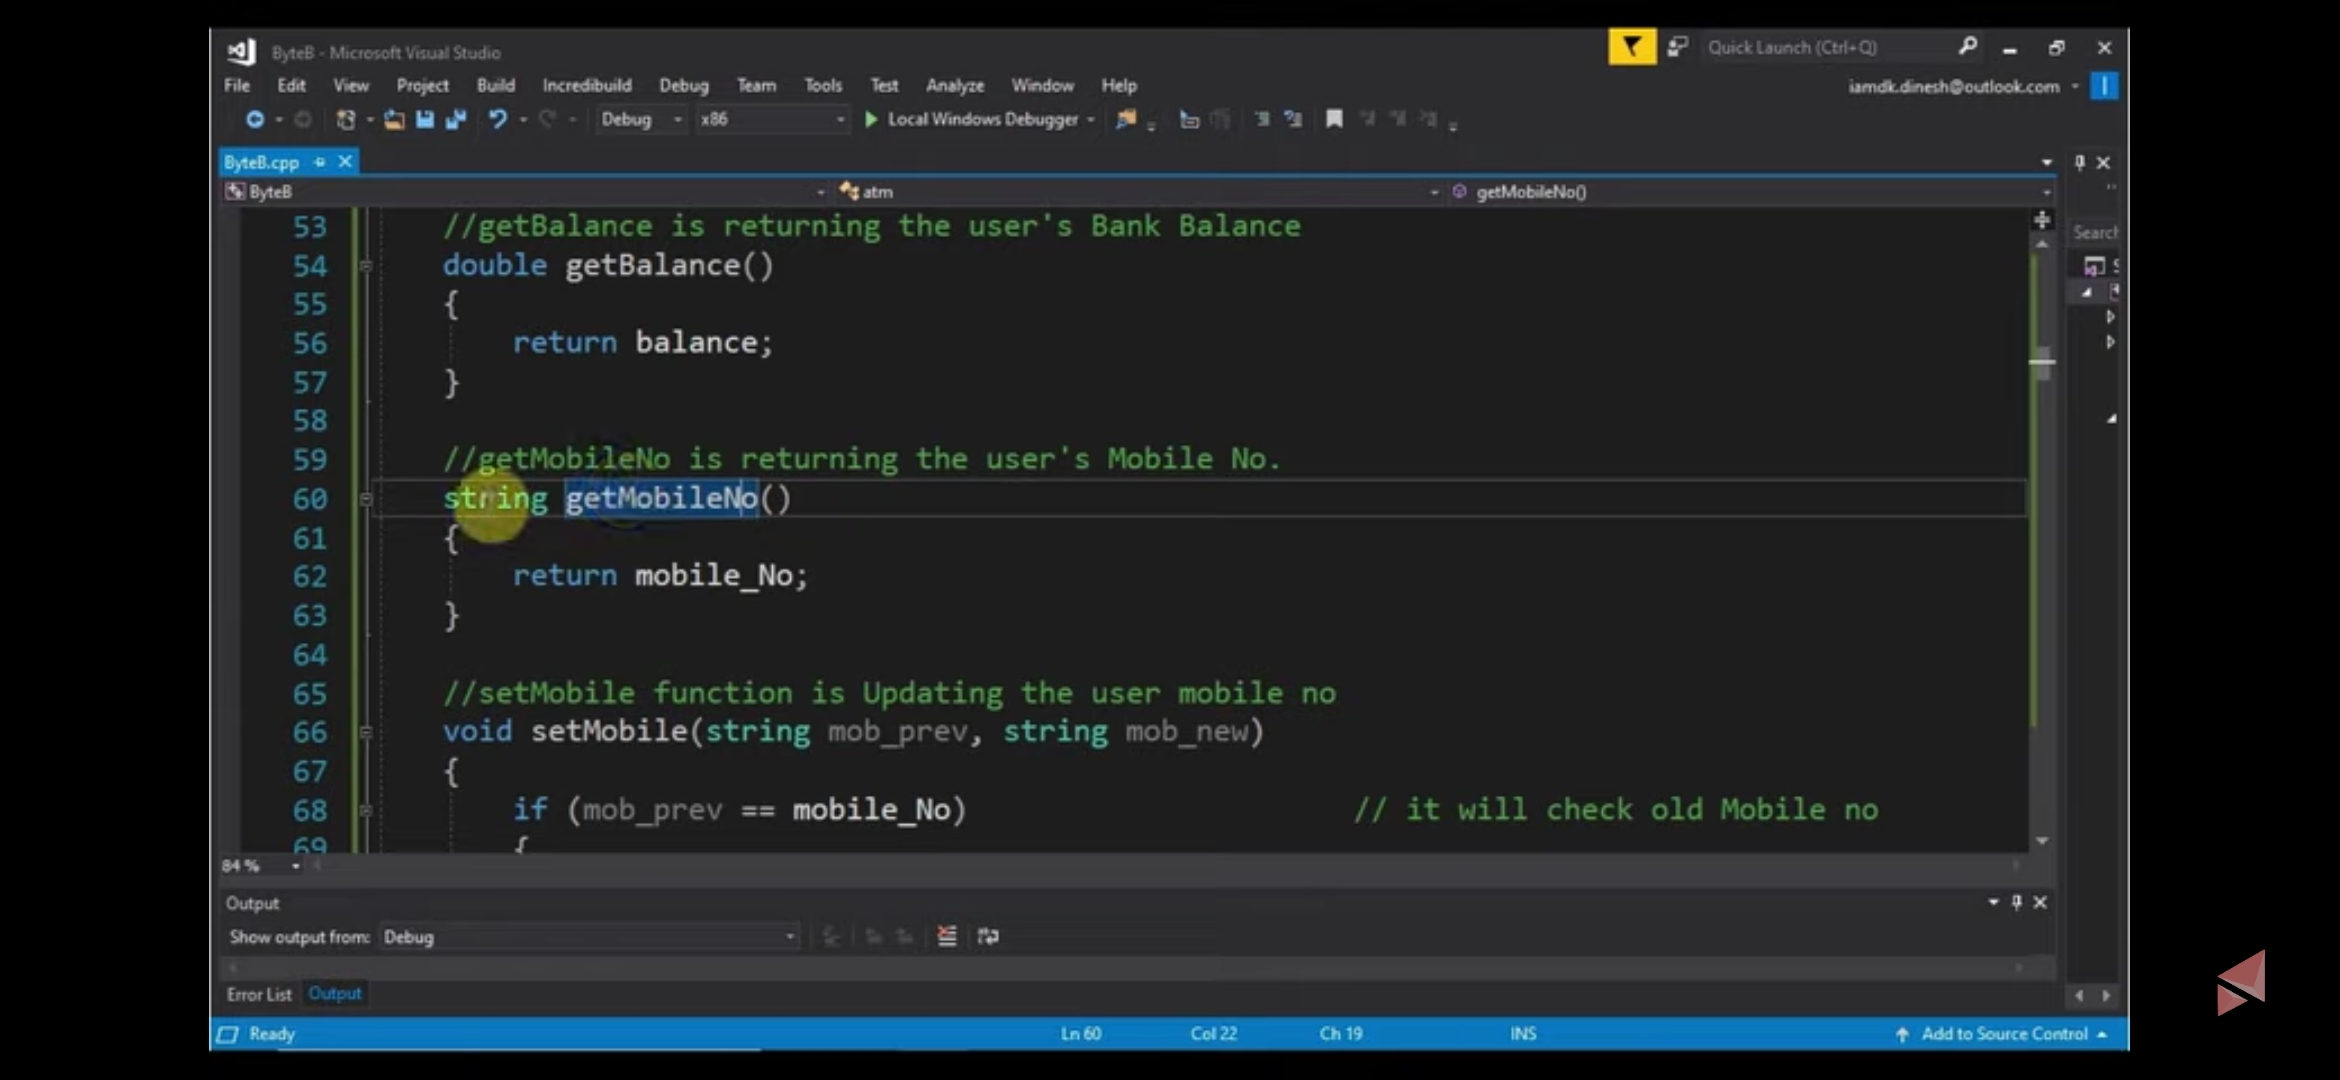 ByteB - Microsoft Visual Studio
Quick Launch (Ctrl+Q)
File Edit View Project Build Incredibuild Debug Team Tools Test Analyze Window Help
iamdk.dinesh@outlook.com
Debug x86 Local Windows Debugger
ByteB.cpp
ByteB atm getMobileNo()
Search
53 //getBalance is returning the user's Bank Balance
54 double getBalance()
55 {
56 return balance;
57 }
58
59 //getMobileNo is returning the user's Mobile No.
60 string getMobileNo()
61 {
62 return mobile_No;
63 }
64
65 //setMobile function is Updating the user mobile no
66 void setMobile(string mob_prev, string mob_new)
67 {
68 if (mob_prev == mobile_No) // it will check old Mobile no
69 {
84 %
Output
Show output from: Debug
Error List Output
Ready Ln 60 Col 22 Ch 19 INS Add to Source Control